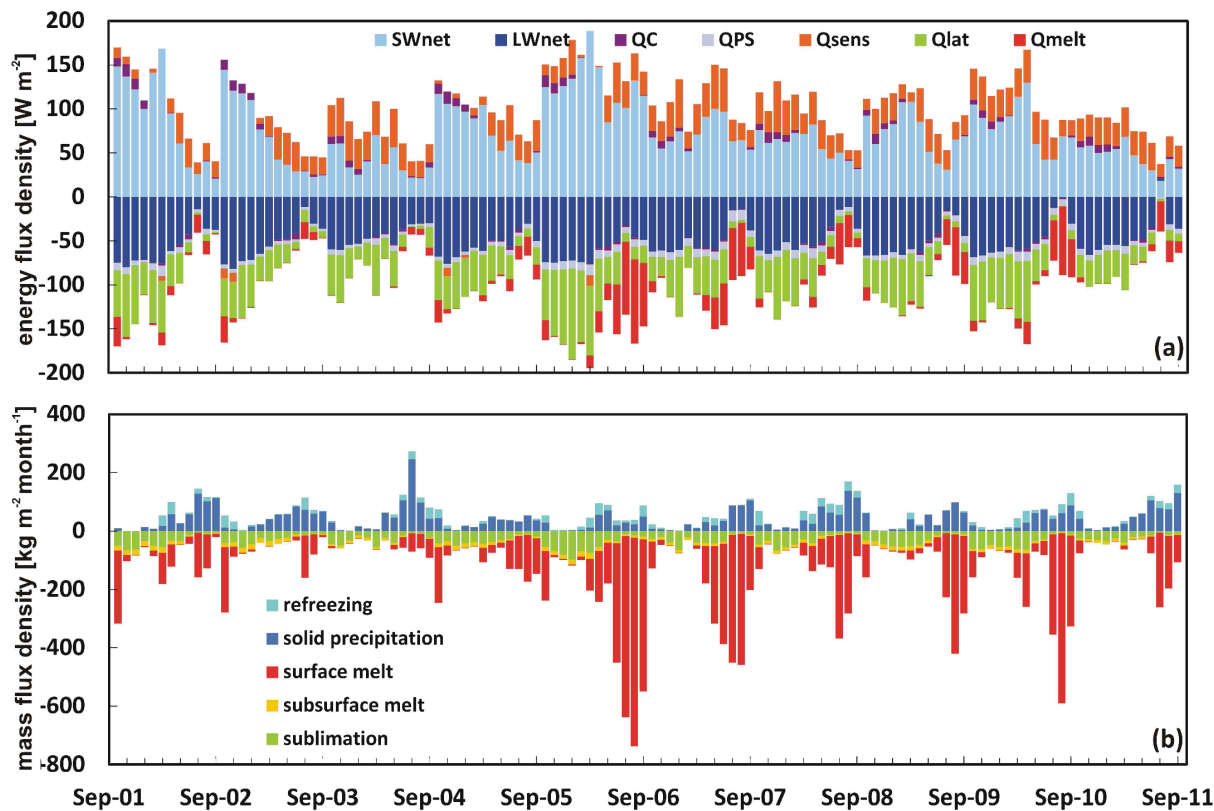 200
150
100
50
0
-50
-100
-150
-200
energy flux density [W m⁻²]
SWnet LWnet QC QPS Qsens Qlat Qmelt
(a)
400
200
0
-200
-400
-600
-800
mass flux density [kg m⁻² month⁻¹]
refreezing
solid precipitation
surface melt
subsurface melt
sublimation
(b)
Sep-01 Sep-02 Sep-03 Sep-04 Sep-05 Sep-06 Sep-07 Sep-08 Sep-09 Sep-10 Sep-11